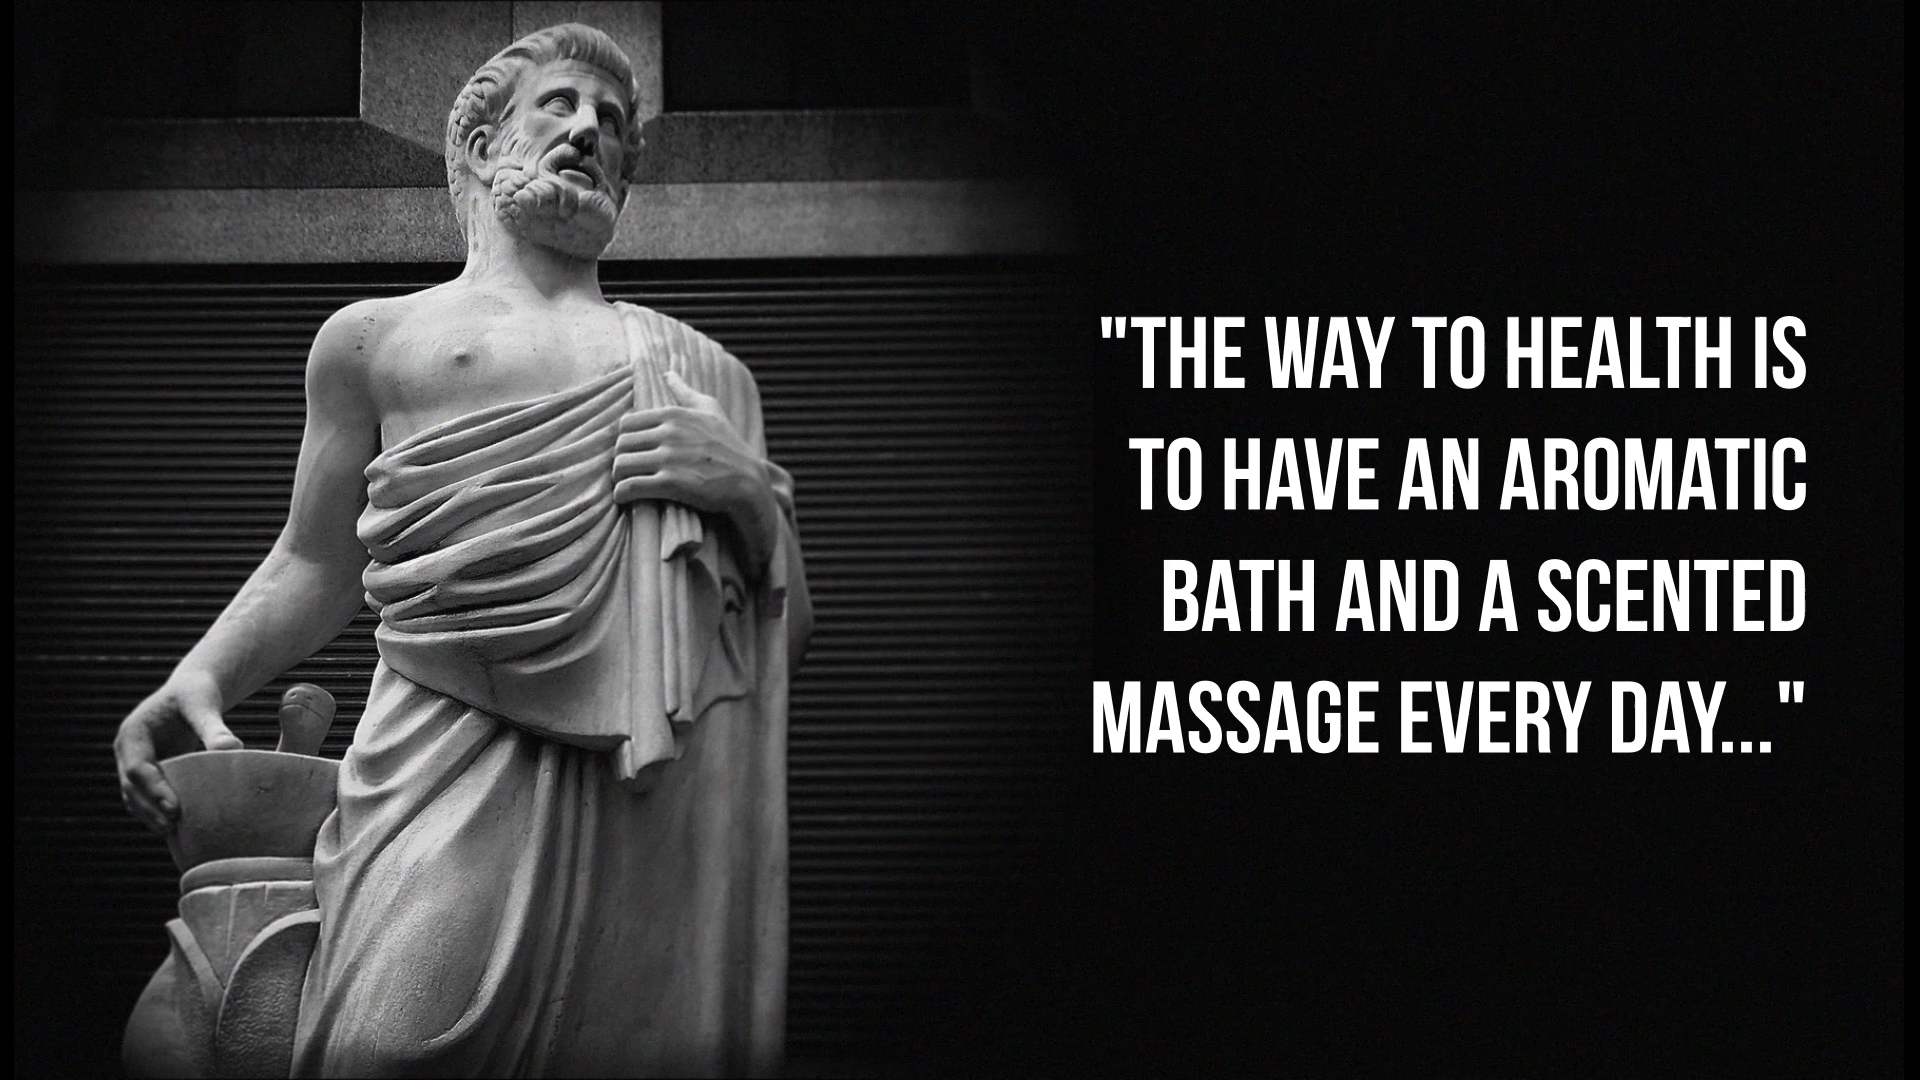 "THE WAY TO HEALTH IS
TO HAVE AN AROMATIC
BATH AND A SCENTED
MASSAGE EVERY DAY..."